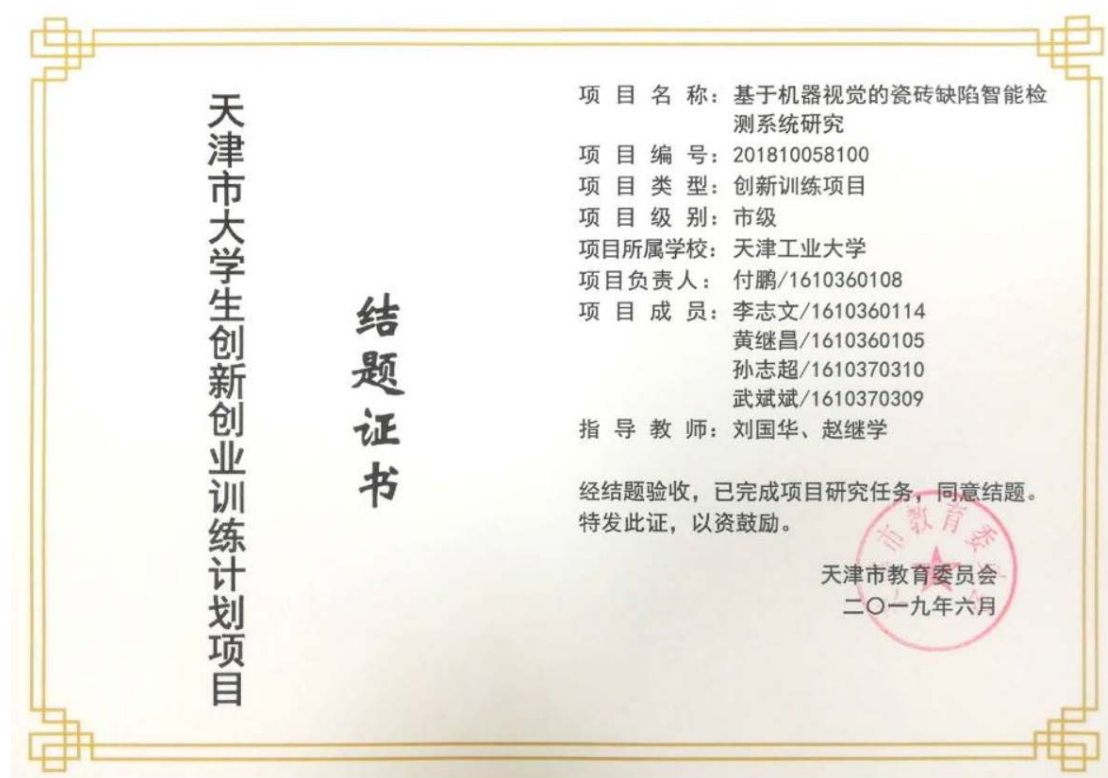 天津市大学生创新创业训练计划项目
结题证书
项目名称：基于机器视觉的瓷砖缺陷智能检
测系统研究
项目编号：201810058100
项目类型：创新训练项目
项目级别：市级
项目所属学校：天津工业大学
项目负责人：付鹏/1610360108
项目成员：李志文/1610360114
黄继昌/1610360105
孙志超/1610370310
武斌斌/1610370309
指导教师：刘国华、赵继学
经结题验收，已完成项目研究任务，同意结题。
特发此证，以资鼓励。
天津市教育委员会
二〇一九年六月
市教育委